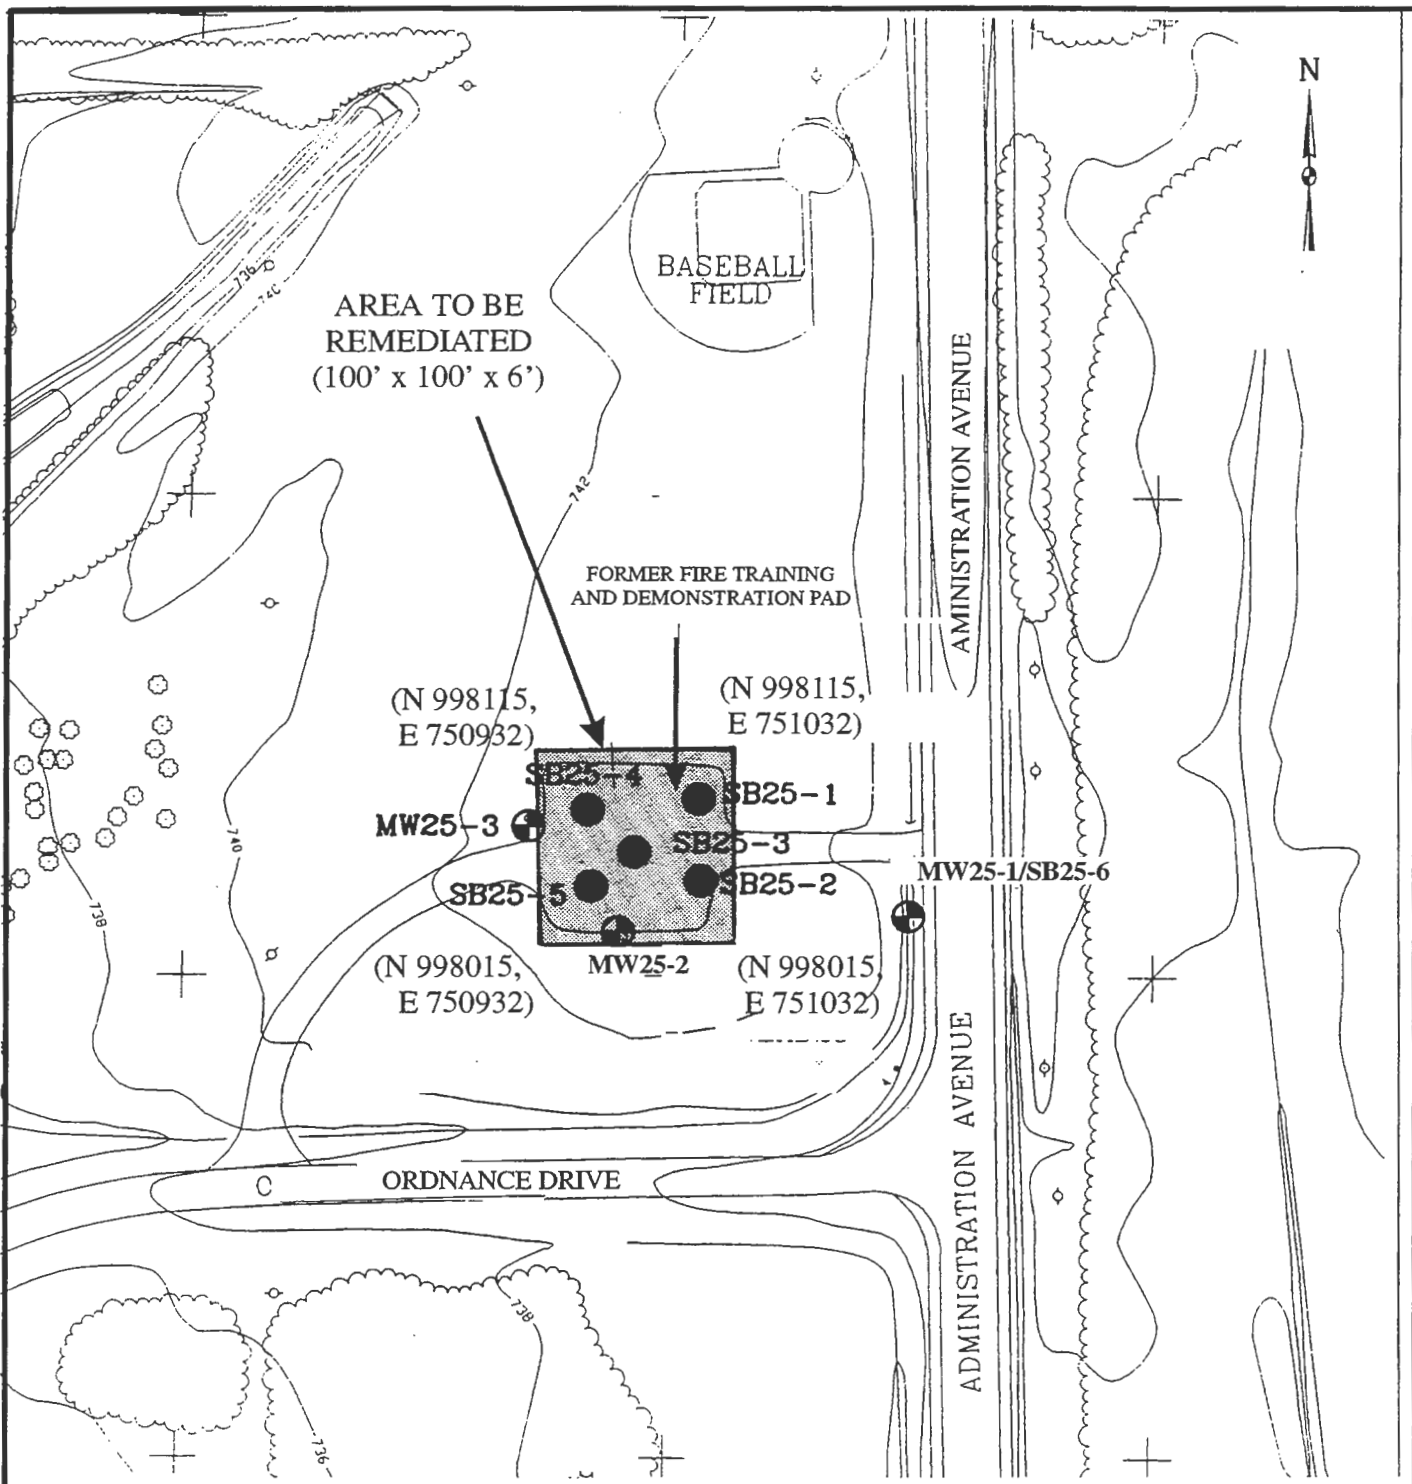 N
BASEBALL
FIELD
736
740
AREA TO BE
REMEDIATED
(100' x 100' x 6')
AMINISTRATION AVENUE
742
FORMER FIRE TRAINING
AND DEMONSTRATION PAD
(N 998115,
E 750932)
(N 998115,
E 751032)
SB25-4
SB25-1
MW25-3
SB25-3
740
MW25-1/SB25-6
SB25-5
SB25-2
738
MW25-2
(N 998015,
E 750932)
(N 998015,
E 751032)
ADMINISTRATION AVENUE
ORDNANCE DRIVE
C
738
736